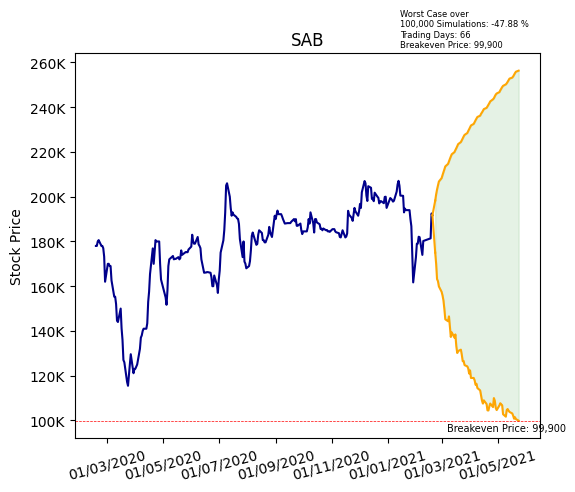 Worst Case over
100,000 Simulations: -47.88 %
Trading Days: 66
Breakeven Price: 99,900
SAB
Stock Price
260K
240K
220K
200K
180K
160K
140K
120K
100K
Breakeven Price: 99,900
01/03/2020
01/05/2020
01/07/2020
01/09/2020
01/11/2020
01/01/2021
01/03/2021
01/05/2021